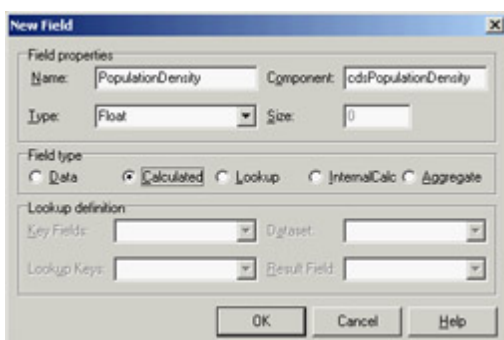 New Field
Field properties
Name: PopulationDensity Component: cdsPopulationDensity
Type: Float Size: 0
Field type
Data Calculated Lookup InternalCalc Aggregate
Lookup definition
Key Fields: Dataset:
Lookup Keys: Result Field:
OK Cancel Help